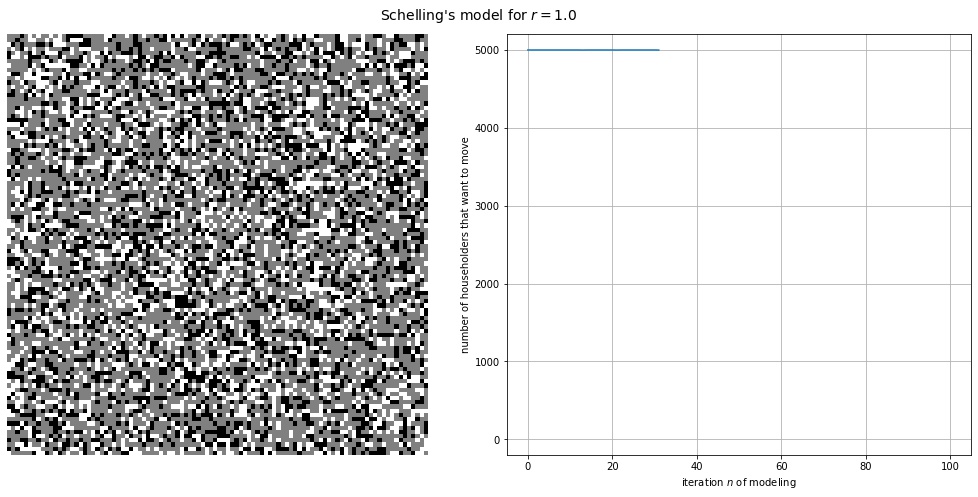 Schelling's model for r = 1.0
5000
4000
3000
2000
1000
0
number of householders that want to move
0 20 40 60 80 100
iteration n of modeling